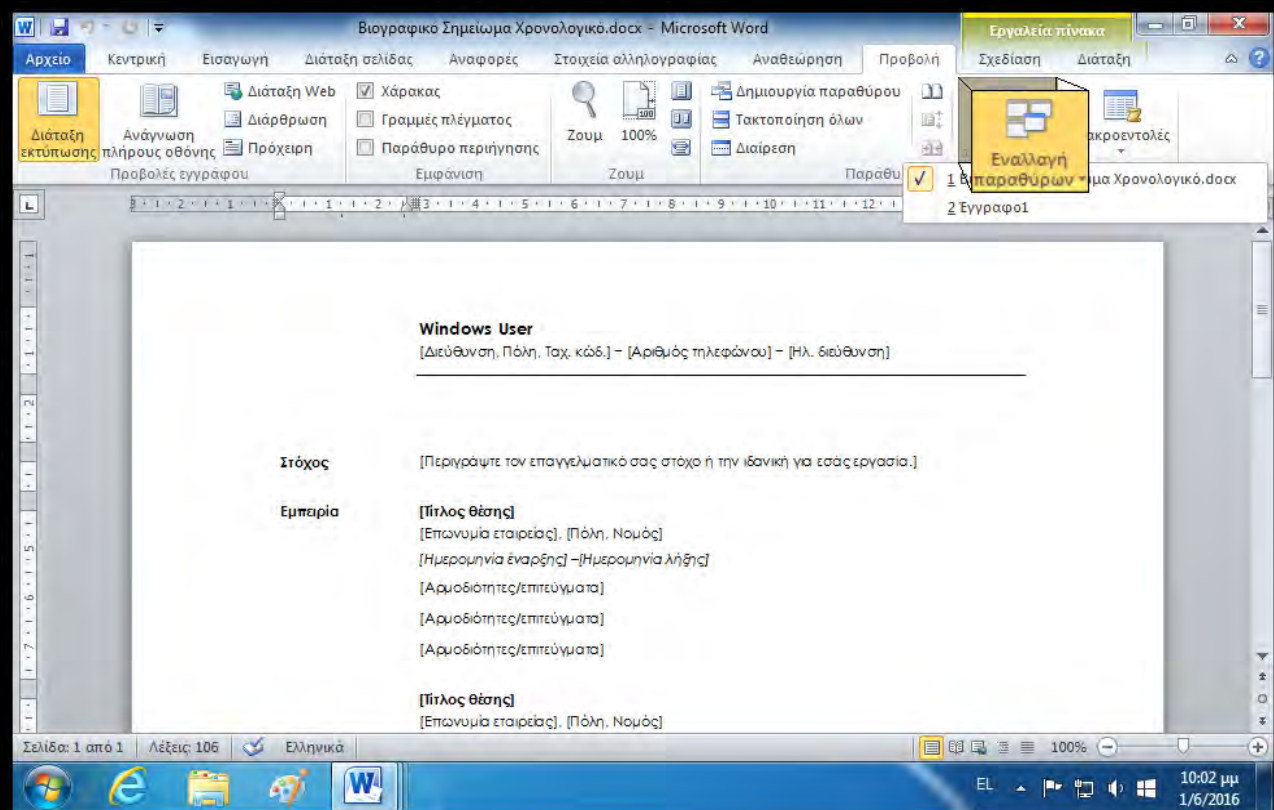 Βιογραφικο Σημείωμα Χρονολογικό.docx - Microsoft Word
Εργαλεία πίνακα
Αρχείο Κεντρική Εισαγωγή Διάταξη σελίδας Αναφορές Στοιχεία αλληλογραφίας Αναθεώρηση Προβολή Σχεδίαση Διάταξη
Διάταξη εκτύπωσης
Ανάγνωση πλήρους οθόνης
Διάταξη Web
Διάρθρωση
Πρόχειρη
Προβολές εγγράφου
Χάρακας
Γραμμές πλέγματος
Παράθυρο περιήγησης
Εμφάνιση
Ζουμ
100%
Ζουμ
Δημιουργία παραθύρου
Τακτοποίηση όλων
Διαίρεση
Εναλλαγή
παραθύρων
1
Χρονολογικό.docx
2 Έγγραφο1
Windows User
[Διεύθυνση, Πόλη, Ταχ. κώδ.] – [Αριθμός τηλεφώνου] – [Ηλ. διεύθυνση]
Στόχος [Περιγράψτε τον επαγγελματικό σας στόχο ή την ιδανική για εσάς εργασία.]
Εμπειρία [Τίτλος θέσης]
[Επωνυμία εταιρείας], [Πόλη, Νομός]
[Ημερομηνία έναρξης] –[Ημερομηνία λήξης]
[Αρμοδιότητες/επιτεύγματα]
[Αρμοδιότητες/επιτεύγματα]
[Αρμοδιότητες/επιτεύγματα]
[Τίτλος θέσης]
[Επωνυμία εταιρείας], [Πόλη, Νομός]
Σελίδα: 1 από 1 Λέξεις: 106 Ελληνικά 100%
EL 10:02 μμ
1/6/2016